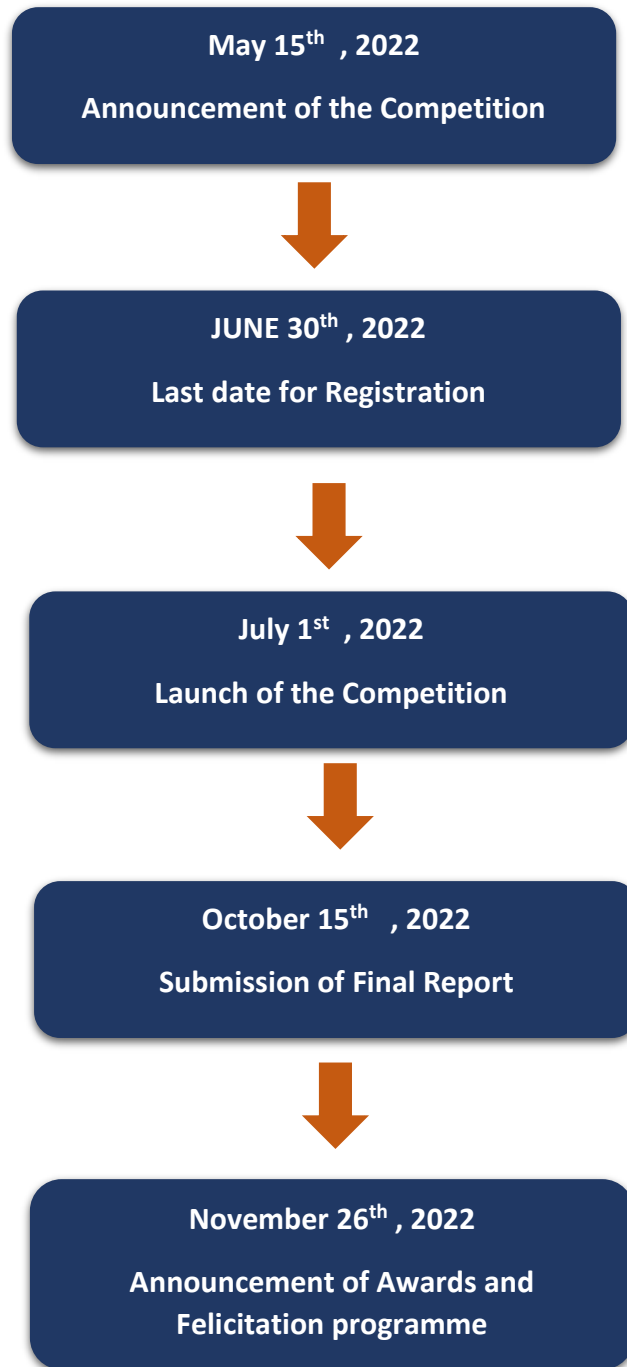 May 15th , 2022
Announcement of the Competition
JUNE 30th , 2022
Last date for Registration
July 1st , 2022
Launch of the Competition
October 15th , 2022
Submission of Final Report
November 26th , 2022
Announcement of Awards and
Felicitation programme